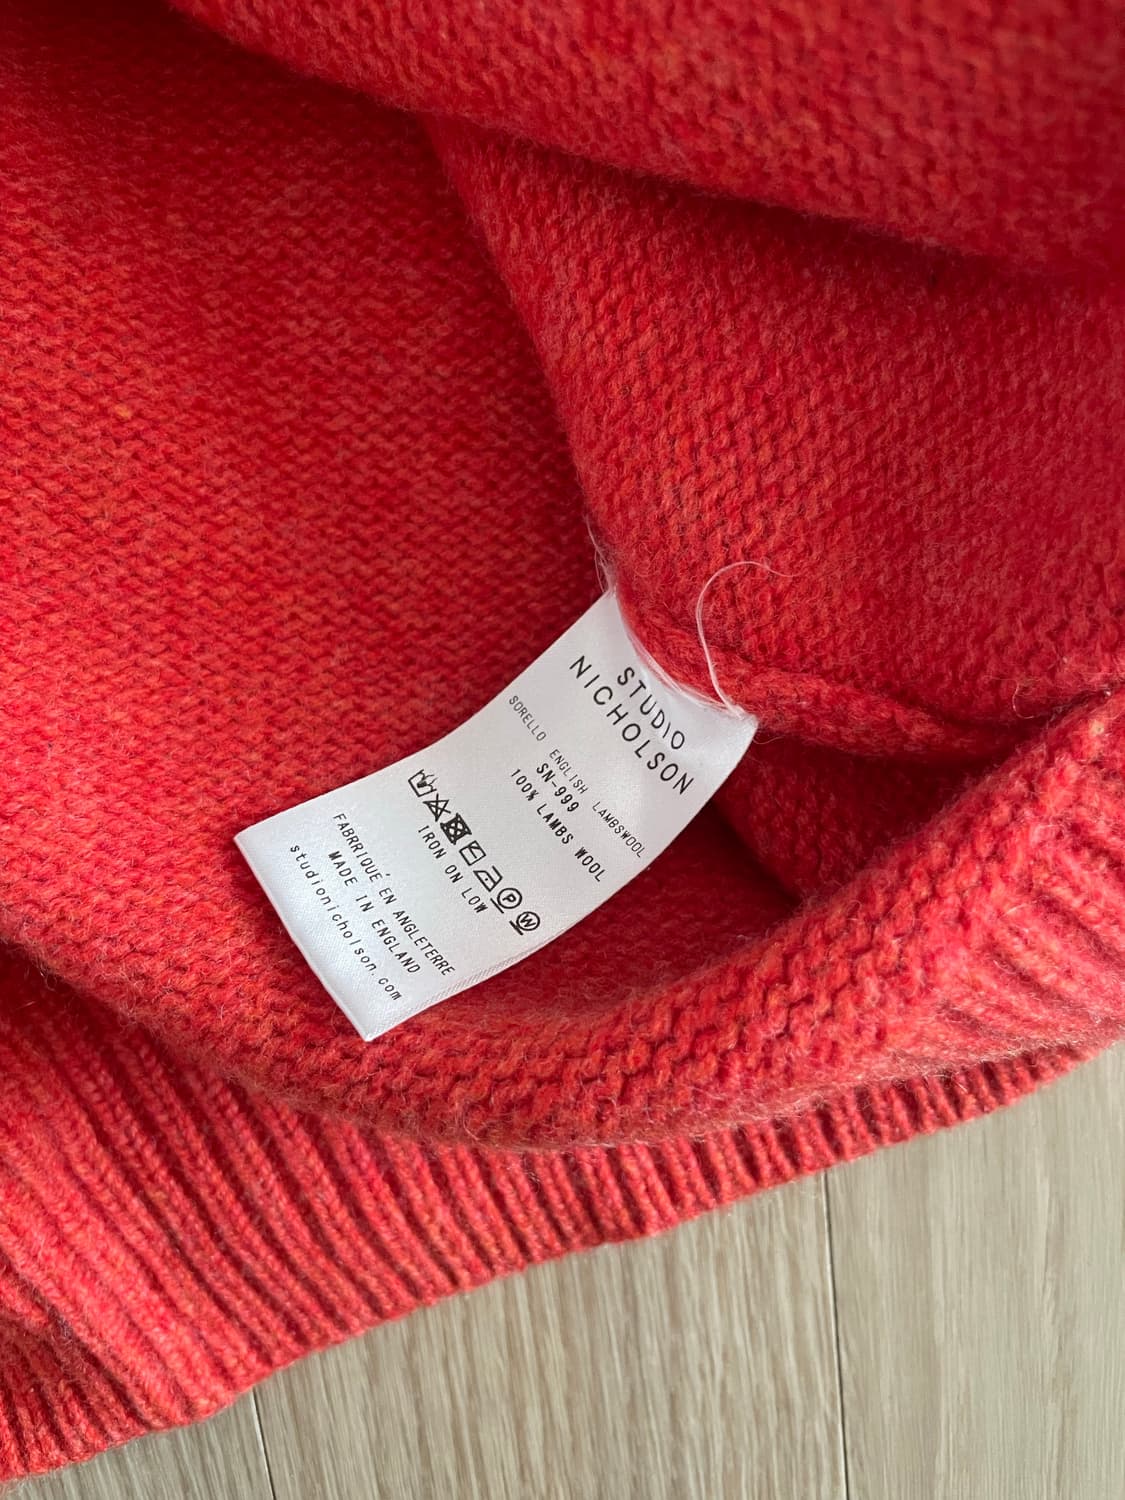 STUDIO
NICHOLSON
SORELLO ENGLISH LAMBSWOOL
SN-999
100% LAMBS WOOL
P W
IRON ON LOW
FABRRIQUÉ EN ANGLETERRE
MADE IN ENGLAND
studionicholson.com